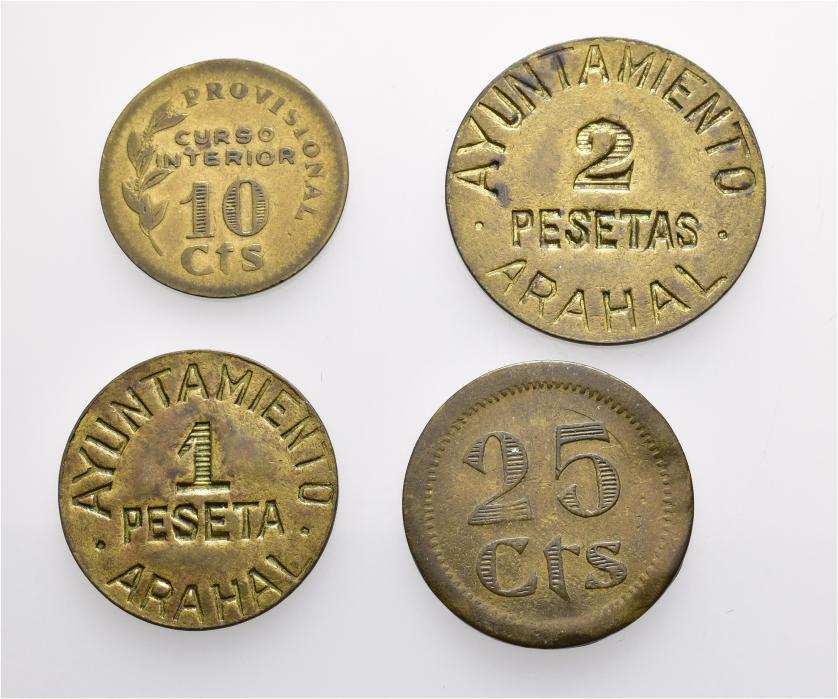 PROVISIONAL
CURSO
INTERIOR
10
Cts
AYUNTAMIENTO
2
· PESETAS ·
ARAHAL
AYUNTAMIENTO
1
PESETA
· ARAHAL ·
25
Cts